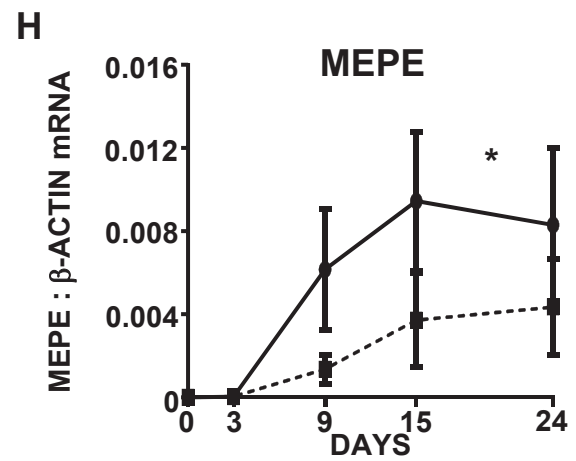 H
MEPE
MEPE : β-ACTIN mRNA
0.016
0.012
0.008
0.004
0
*
0 3 9 15 24
DAYS